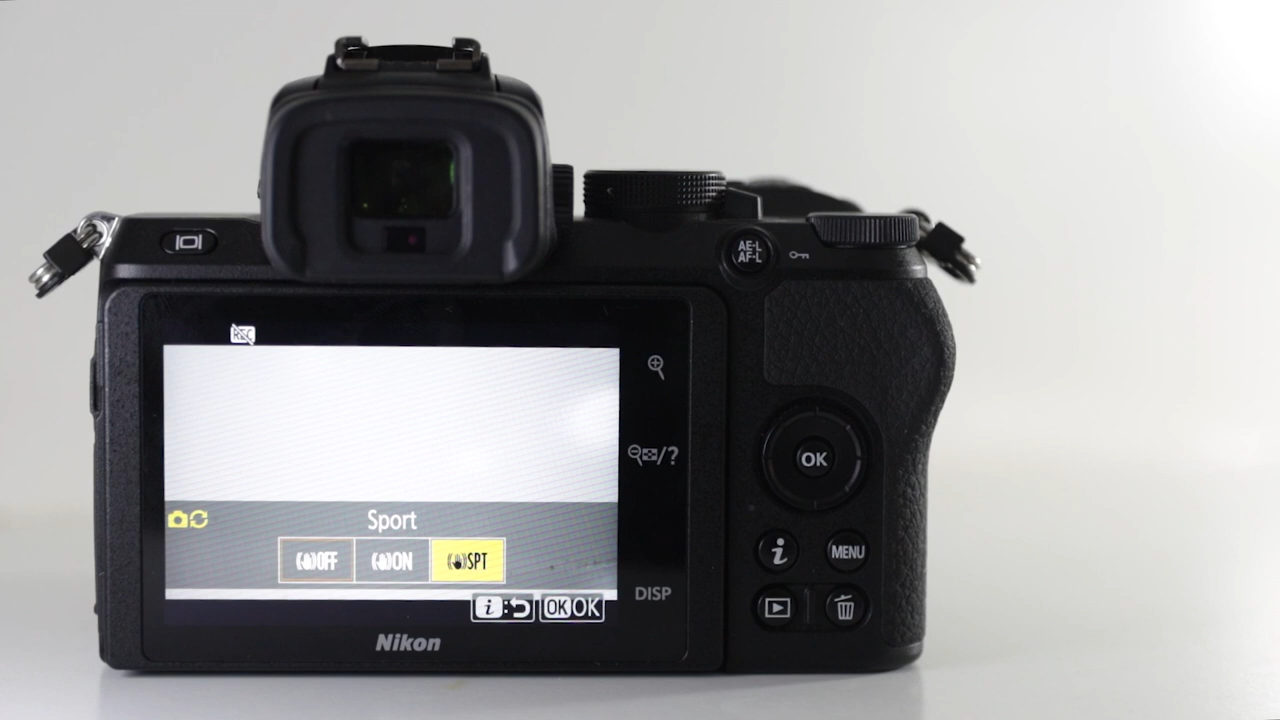 AE-L
AF-L
REC
Sport
OFF
ON
SPT
i
OK OK
/?
DISP
Nikon
OK
i
MENU